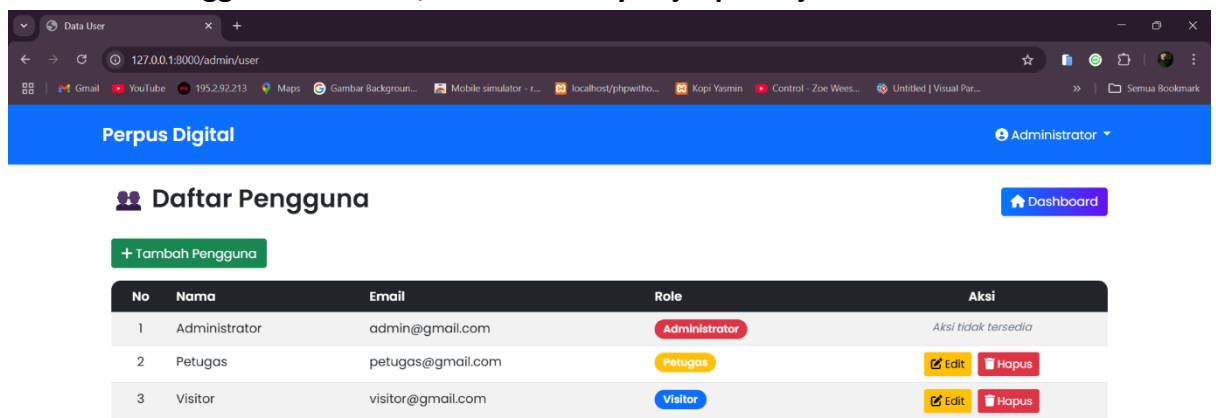 Data User
127.0.0.1:8000/admin/user
Gmail YouTube 195.2.92.213 Maps Gambar Backgroun... Mobile simulator - r... localhost/phpwitho... Kopi Yasmin Control - Zoe Wees... Untitled | Visual Par... » Semua Bookmark
Perpus Digital Administrator
Daftar Pengguna Dashboard
+ Tambah Pengguna
No Nama Email Role Aksi
1 Administrator admin@gmail.com Administrator Aksi tidak tersedia
2 Petugas petugas@gmail.com Petugas Edit Hapus
3 Visitor visitor@gmail.com Visitor Edit Hapus